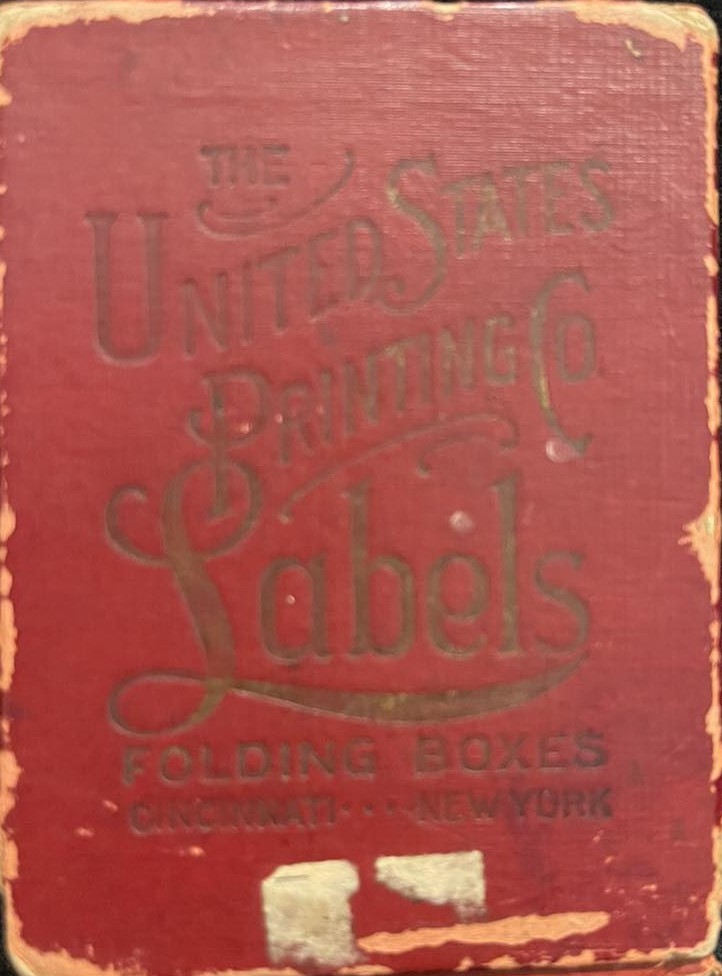 THE
UNITED STATES
PRINTING CO
Labels
FOLDING BOXES
CINCINNATI · · · NEW YORK